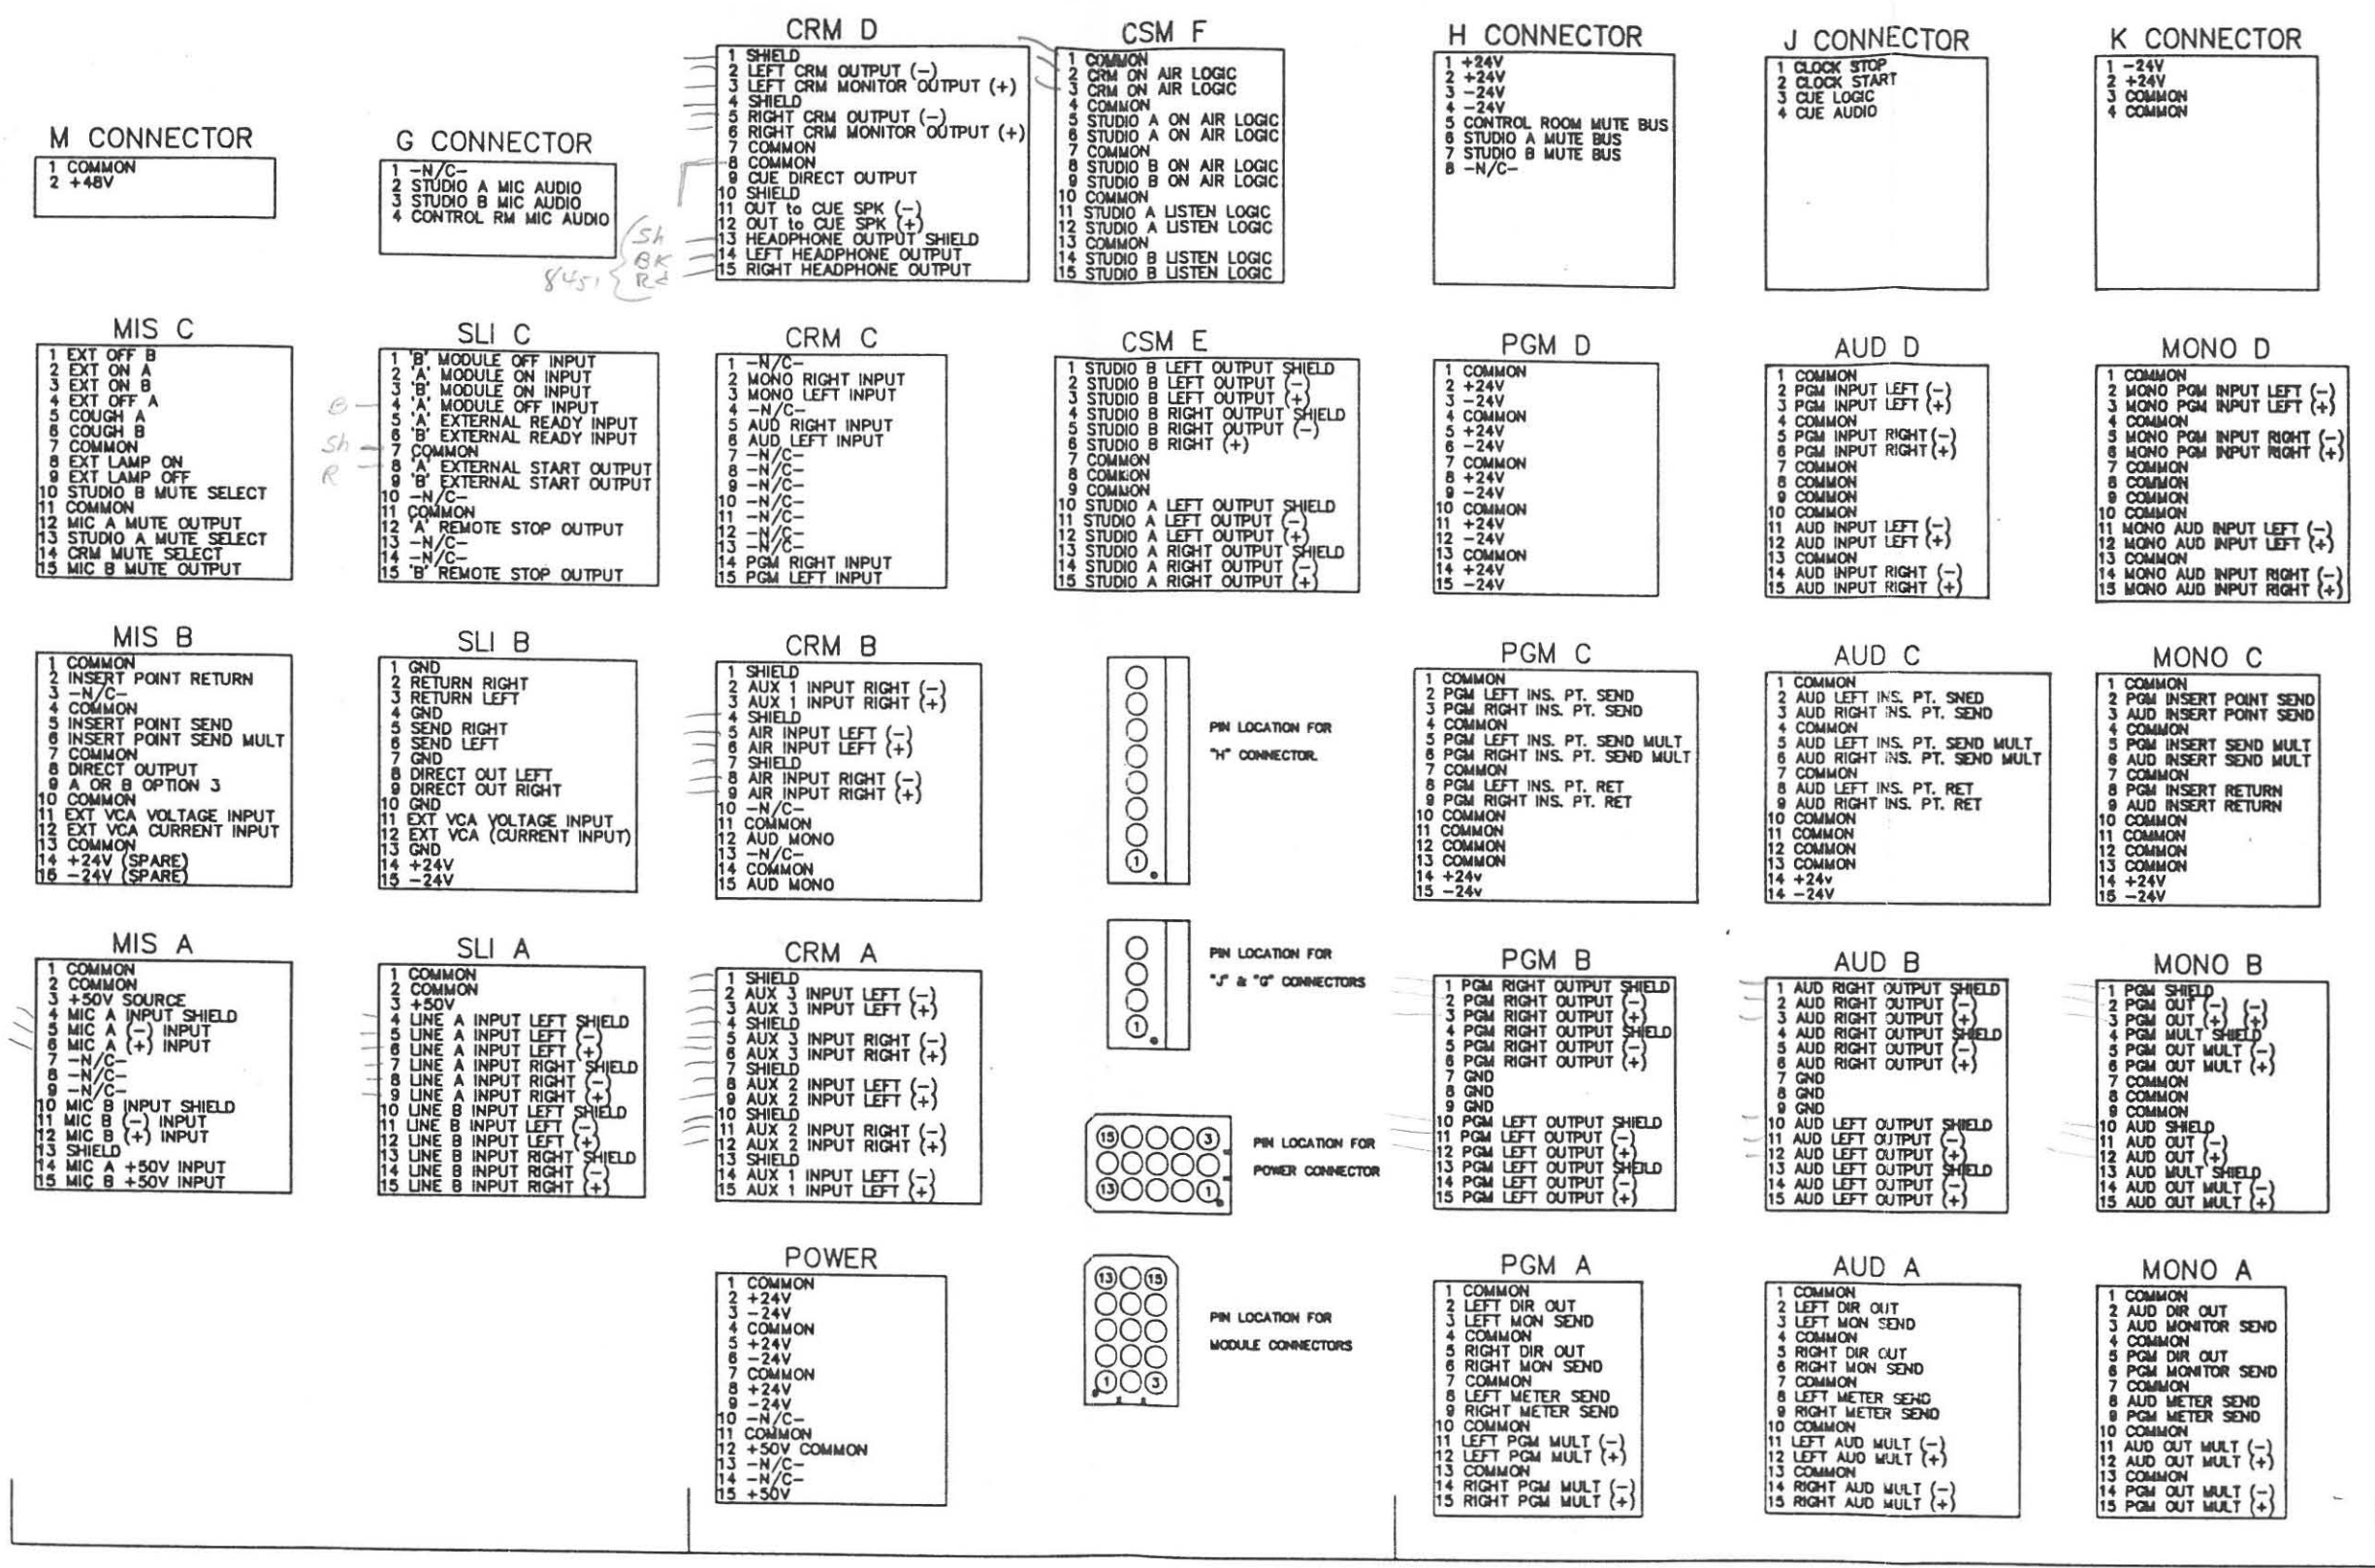 M CONNECTOR
1 COMMON
2 +48V
G CONNECTOR
1 -N/C-
2 STUDIO A MIC AUDIO
3 STUDIO B MIC AUDIO
4 CONTROL RM MIC AUDIO
CRM D
1 SHIELD
2 LEFT CRM OUTPUT (-)
3 LEFT CRM MONITOR OUTPUT (+)
4 SHIELD
5 RIGHT CRM OUTPUT (-)
6 RIGHT CRM MONITOR OUTPUT (+)
7 COMMON
8 COMMON
9 CUE DIRECT OUTPUT
10 SHIELD
11 OUT to CUE SPK (-)
12 OUT to CUE SPK (+)
13 HEADPHONE OUTPUT SHIELD
14 LEFT HEADPHONE OUTPUT
15 RIGHT HEADPHONE OUTPUT
8451
Sh
BK
Rd
CSM F
1 COMMON
2 CRM ON AIR LOGIC
3 CRM ON AIR LOGIC
4 COMMON
5 STUDIO A ON AIR LOGIC
6 STUDIO A ON AIR LOGIC
7 COMMON
8 STUDIO B ON AIR LOGIC
9 STUDIO B ON AIR LOGIC
10 COMMON
11 STUDIO A LISTEN LOGIC
12 STUDIO A LISTEN LOGIC
13 COMMON
14 STUDIO B LISTEN LOGIC
15 STUDIO B LISTEN LOGIC
H CONNECTOR
1 +24V
2 +24V
3 -24V
4 -24V
5 CONTROL ROOM MUTE BUS
6 STUDIO A MUTE BUS
7 STUDIO B MUTE BUS
8 -N/C-
J CONNECTOR
1 CLOCK STOP
2 CLOCK START
3 CUE LOGIC
4 CUE AUDIO
K CONNECTOR
1 -24V
2 +24V
3 COMMON
4 COMMON
MIS C
1 EXT OFF B
2 EXT ON A
3 EXT ON B
4 EXT OFF A
5 COUGH A
6 COUGH B
7 COMMON
8 EXT LAMP ON
9 EXT LAMP OFF
10 STUDIO B MUTE SELECT
11 COMMON
12 MIC A MUTE OUTPUT
13 STUDIO A MUTE SELECT
14 CRM MUTE SELECT
15 MIC B MUTE OUTPUT
SLI C
1 'B' MODULE OFF INPUT
2 'A' MODULE ON INPUT
3 'B' MODULE ON INPUT
4 'A' MODULE OFF INPUT
5 'A' EXTERNAL READY INPUT
6 'B' EXTERNAL READY INPUT
7 COMMON
8 'A' EXTERNAL START OUTPUT
9 'B' EXTERNAL START OUTPUT
10 -N/C-
11 COMMON
12 'A' REMOTE STOP OUTPUT
13 -N/C-
14 -N/C-
15 'B' REMOTE STOP OUTPUT
B
Sh
R
CRM C
1 -N/C-
2 MONO RIGHT INPUT
3 MONO LEFT INPUT
4 -N/C-
5 AUD RIGHT INPUT
6 AUD LEFT INPUT
7 -N/C-
8 -N/C-
9 -N/C-
10 -N/C-
11 -N/C-
12 -N/C-
13 -N/C-
14 PGM RIGHT INPUT
15 PGM LEFT INPUT
CSM E
1 STUDIO B LEFT OUTPUT SHIELD
2 STUDIO B LEFT OUTPUT (-)
3 STUDIO B LEFT OUTPUT (+)
4 STUDIO B RIGHT OUTPUT SHIELD
5 STUDIO B RIGHT OUTPUT (-)
6 STUDIO B RIGHT (+)
7 COMMON
8 COMMON
9 COMMON
10 STUDIO A LEFT OUTPUT SHIELD
11 STUDIO A LEFT OUTPUT (-)
12 STUDIO A LEFT OUTPUT (+)
13 STUDIO A RIGHT OUTPUT SHIELD
14 STUDIO A RIGHT OUTPUT (-)
15 STUDIO A RIGHT OUTPUT (+)
PGM D
1 COMMON
2 +24V
3 -24V
4 COMMON
5 +24V
6 -24V
7 COMMON
8 +24V
9 -24V
10 COMMON
11 +24V
12 -24V
13 COMMON
14 +24V
15 -24V
AUD D
1 COMMON
2 PGM INPUT LEFT (-)
3 PGM INPUT LEFT (+)
4 COMMON
5 PGM INPUT RIGHT (-)
6 PGM INPUT RIGHT (+)
7 COMMON
8 COMMON
9 COMMON
10 COMMON
11 AUD INPUT LEFT (-)
12 AUD INPUT LEFT (+)
13 COMMON
14 AUD INPUT RIGHT (-)
15 AUD INPUT RIGHT (+)
MONO D
1 COMMON
2 MONO PGM INPUT LEFT (-)
3 MONO PGM INPUT LEFT (+)
4 COMMON
5 MONO PGM INPUT RIGHT (-)
6 MONO PGM INPUT RIGHT (+)
7 COMMON
8 COMMON
9 COMMON
10 COMMON
11 MONO AUD INPUT LEFT (-)
12 MONO AUD INPUT LEFT (+)
13 COMMON
14 MONO AUD INPUT RIGHT (-)
15 MONO AUD INPUT RIGHT (+)
MIS B
1 COMMON
2 INSERT POINT RETURN
3 -N/C-
4 COMMON
5 INSERT POINT SEND
6 INSERT POINT SEND MULT
7 COMMON
8 DIRECT OUTPUT
9 A OR B OPTION 3
10 COMMON
11 EXT VCA VOLTAGE INPUT
12 EXT VCA CURRENT INPUT
13 COMMON
14 +24V (SPARE)
15 -24V (SPARE)
SLI B
1 GND
2 RETURN RIGHT
3 RETURN LEFT
4 GND
5 SEND RIGHT
6 SEND LEFT
7 GND
8 DIRECT OUT LEFT
9 DIRECT OUT RIGHT
10 GND
11 EXT VCA VOLTAGE INPUT
12 EXT VCA (CURRENT INPUT)
13 GND
14 +24V
15 -24V
CRM B
1 SHIELD
2 AUX 1 INPUT RIGHT (-)
3 AUX 1 INPUT RIGHT (+)
4 SHIELD
5 AIR INPUT LEFT (-)
6 AIR INPUT LEFT (+)
7 SHIELD
8 AIR INPUT RIGHT (-)
9 AIR INPUT RIGHT (+)
10 -N/C-
11 COMMON
12 AUD MONO
13 -N/C-
14 COMMON
15 AUD MONO
PIN LOCATION FOR
"H" CONNECTOR.
1
PGM C
1 COMMON
2 PGM LEFT INS. PT. SEND
3 PGM RIGHT INS. PT. SEND
4 COMMON
5 PGM LEFT INS. PT. SEND MULT
6 PGM RIGHT INS. PT. SEND MULT
7 COMMON
8 PGM LEFT INS. PT. RET
9 PGM RIGHT INS. PT. RET
10 COMMON
11 COMMON
12 COMMON
13 COMMON
14 +24v
15 -24v
AUD C
1 COMMON
2 AUD LEFT INS. PT. SNED
3 AUD RIGHT INS. PT. SEND
4 COMMON
5 AUD LEFT INS. PT. SEND MULT
6 AUD RIGHT INS. PT. SEND MULT
7 COMMON
8 AUD LEFT INS. PT. RET
9 AUD RIGHT INS. PT. RET
10 COMMON
11 COMMON
12 COMMON
13 COMMON
14 +24v
14 -24V
MONO C
1 COMMON
2 PGM INSERT POINT SEND
3 AUD INSERT POINT SEND
4 COMMON
5 PGM INSERT SEND MULT
6 AUD INSERT SEND MULT
7 COMMON
8 PGM INSERT RETURN
9 AUD INSERT RETURN
10 COMMON
11 COMMON
12 COMMON
13 COMMON
14 +24V
15 -24V
MIS A
1 COMMON
2 COMMON
3 +50V SOURCE
4 MIC A INPUT SHIELD
5 MIC A (-) INPUT
6 MIC A (+) INPUT
7 -N/C-
8 -N/C-
9 -N/C-
10 MIC B INPUT SHIELD
11 MIC B (-) INPUT
12 MIC B (+) INPUT
13 SHIELD
14 MIC A +50V INPUT
15 MIC B +50V INPUT
SLI A
1 COMMON
2 COMMON
3 +50V
4 LINE A INPUT LEFT SHIELD
5 LINE A INPUT LEFT (-)
6 LINE A INPUT LEFT (+)
7 LINE A INPUT RIGHT SHIELD
8 LINE A INPUT RIGHT (-)
9 LINE A INPUT RIGHT (+)
10 LINE B INPUT LEFT SHIELD
11 LINE B INPUT LEFT (-)
12 LINE B INPUT LEFT (+)
13 LINE B INPUT RIGHT SHIELD
14 LINE B INPUT RIGHT (-)
15 LINE B INPUT RIGHT (+)
CRM A
1 SHIELD
2 AUX 3 INPUT LEFT (-)
3 AUX 3 INPUT LEFT (+)
4 SHIELD
5 AUX 3 INPUT RIGHT (-)
6 AUX 3 INPUT RIGHT (+)
7 SHIELD
8 AUX 2 INPUT LEFT (-)
9 AUX 2 INPUT LEFT (+)
10 SHIELD
11 AUX 2 INPUT RIGHT (-)
12 AUX 2 INPUT RIGHT (+)
13 SHIELD
14 AUX 1 INPUT LEFT (-)
15 AUX 1 INPUT LEFT (+)
PIN LOCATION FOR
"J" & "G" CONNECTORS
1
15 3
13 1
PIN LOCATION FOR
POWER CONNECTOR
PGM B
1 PGM RIGHT OUTPUT SHIELD
2 PGM RIGHT OUTPUT (-)
3 PGM RIGHT OUTPUT (+)
4 PGM RIGHT OUTPUT SHIELD
5 PGM RIGHT OUTPUT (-)
6 PGM RIGHT OUTPUT (+)
7 GND
8 GND
9 GND
10 PGM LEFT OUTPUT SHIELD
11 PGM LEFT OUTPUT (-)
12 PGM LEFT OUTPUT (+)
13 PGM LEFT OUTPUT SHEILD
14 PGM LEFT OUTPUT (-)
15 PGM LEFT OUTPUT (+)
AUD B
1 AUD RIGHT OUTPUT SHIELD
2 AUD RIGHT OUTPUT (-)
3 AUD RIGHT OUTPUT (+)
4 AUD RIGHT OUTPUT SHIELD
5 AUD RIGHT OUTPUT (-)
6 AUD RIGHT OUTPUT (+)
7 GND
8 GND
9 GND
10 AUD LEFT OUTPUT SHIELD
11 AUD LEFT OUTPUT (-)
12 AUD LEFT OUTPUT (+)
13 AUD LEFT OUTPUT SHIELD
14 AUD LEFT OUTPUT (-)
15 AUD LEFT OUTPUT (+)
MONO B
1 PGM SHIELD
2 PGM OUT (-) (-)
3 PGM OUT (+) (+)
4 PGM MULT SHIELD
5 PGM OUT MULT (-)
6 PGM OUT MULT (+)
7 COMMON
8 COMMON
9 COMMON
10 AUD SHIELD
11 AUD OUT (-)
12 AUD OUT (+)
13 AUD MULT SHIELD
14 AUD OUT MULT (-)
15 AUD OUT MULT (+)
POWER
1 COMMON
2 +24V
3 -24V
4 COMMON
5 +24V
6 -24V
7 COMMON
8 +24V
9 -24V
10 -N/C-
11 COMMON
12 +50V COMMON
13 -N/C-
14 -N/C-
15 +50V
13 15
1 3
PIN LOCATION FOR
MODULE CONNECTORS
PGM A
1 COMMON
2 LEFT DIR OUT
3 LEFT MON SEND
4 COMMON
5 RIGHT DIR OUT
6 RIGHT MON SEND
7 COMMON
8 LEFT METER SEND
9 RIGHT METER SEND
10 COMMON
11 LEFT PGM MULT (-)
12 LEFT PGM MULT (+)
13 COMMON
14 RIGHT PGM MULT (-)
15 RIGHT PGM MULT (+)
AUD A
1 COMMON
2 LEFT DIR OUT
3 LEFT MON SEND
4 COMMON
5 RIGHT DIR OUT
6 RIGHT MON SEND
7 COMMON
8 LEFT METER SEND
9 RIGHT METER SEND
10 COMMON
11 LEFT AUD MULT (-)
12 LEFT AUD MULT (+)
13 COMMON
14 RIGHT AUD MULT (-)
15 RIGHT AUD MULT (+)
MONO A
1 COMMON
2 AUD DIR OUT
3 AUD MONITOR SEND
4 COMMON
5 PGM DIR OUT
6 PGM MONITOR SEND
7 COMMON
8 AUD METER SEND
9 PGM METER SEND
10 COMMON
11 AUD OUT MULT (-)
12 AUD OUT MULT (+)
13 COMMON
14 PGM OUT MULT (-)
15 PGM OUT MULT (+)